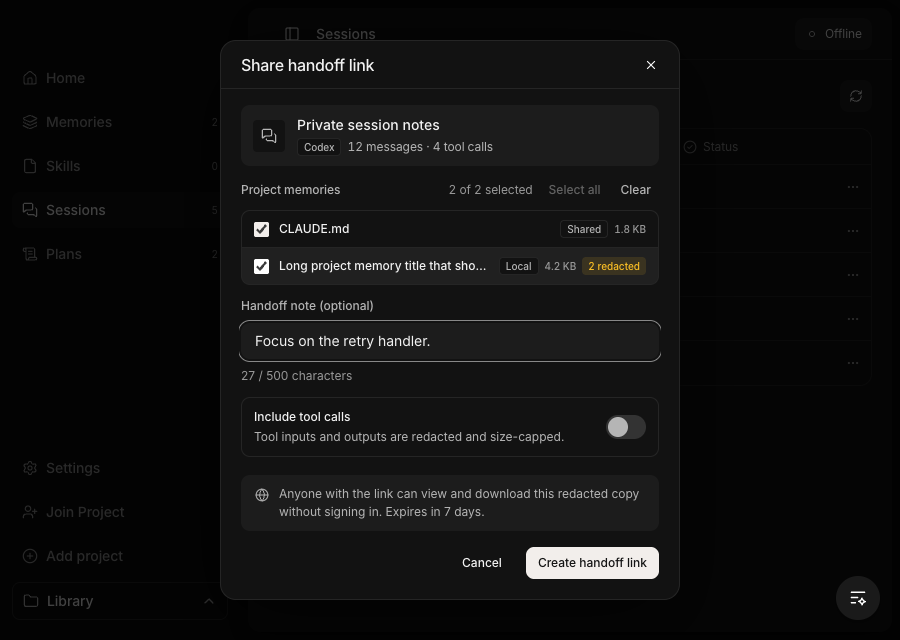 Sessions
Offline
Home
Memories 2
Skills 0
Sessions 5
Plans 2
Settings
Join Project
Add project
Library
Status
Share handoff link
Private session notes
Codex 12 messages · 4 tool calls
Project memories 2 of 2 selected Select all Clear
CLAUDE.md Shared 1.8 KB
Long project memory title that sho... Local 4.2 KB 2 redacted
Handoff note (optional)
Focus on the retry handler.
27 / 500 characters
Include tool calls
Tool inputs and outputs are redacted and size-capped.
Anyone with the link can view and download this redacted copy
without signing in. Expires in 7 days.
Cancel Create handoff link